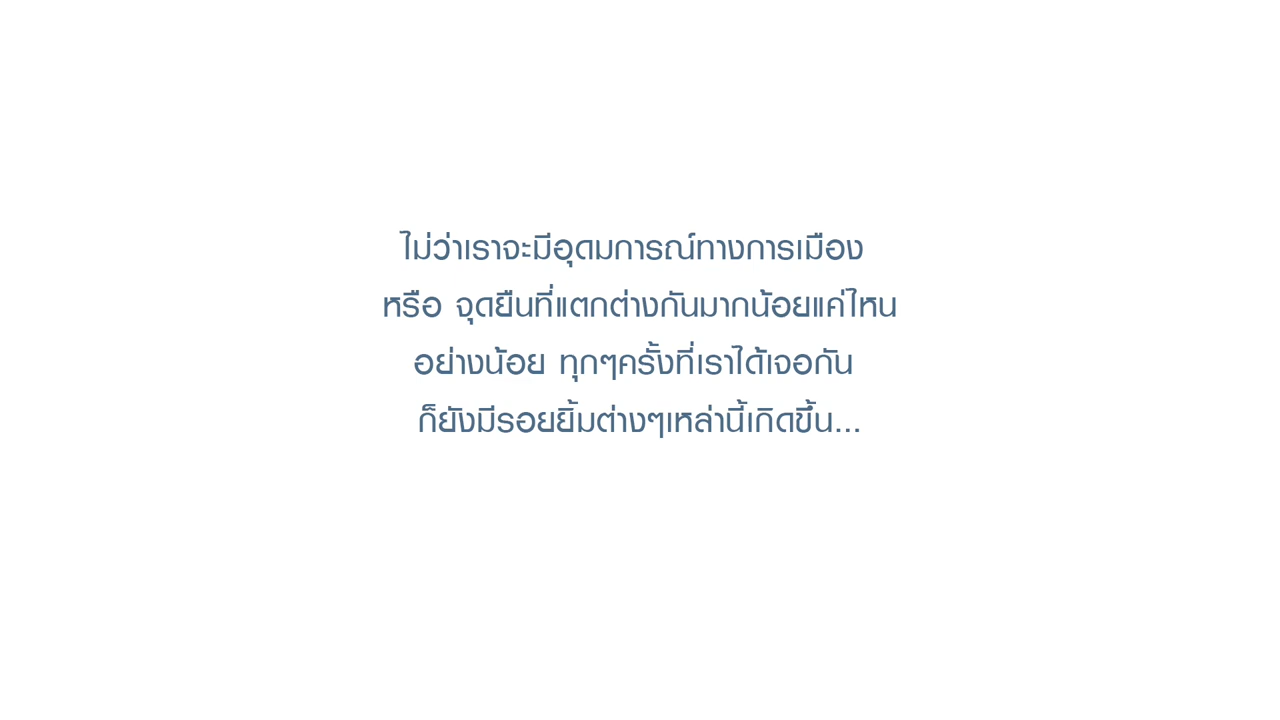 ไม่ว่าเราจะมีอุดมการณ์ทางการเมือง
หรือ จุดยืนที่แตกต่างกันมากน้อยแค่ไหน
อย่างน้อย ทุกๆครั้งที่เราได้เจอกัน
ก็ยังมีรอยยิ้มต่างๆเหล่านี้เกิดขึ้น...